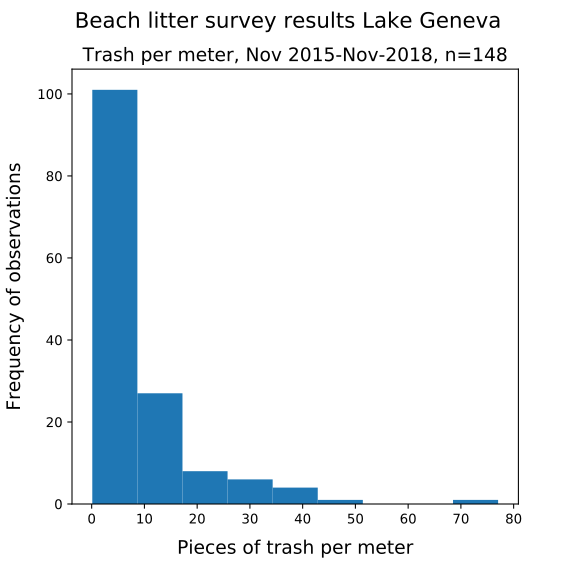 Beach litter survey results Lake Geneva
Trash per meter, Nov 2015-Nov-2018, n=148
Frequency of observations
100
80
60
40
20
0
0 10 20 30 40 50 60 70 80
Pieces of trash per meter